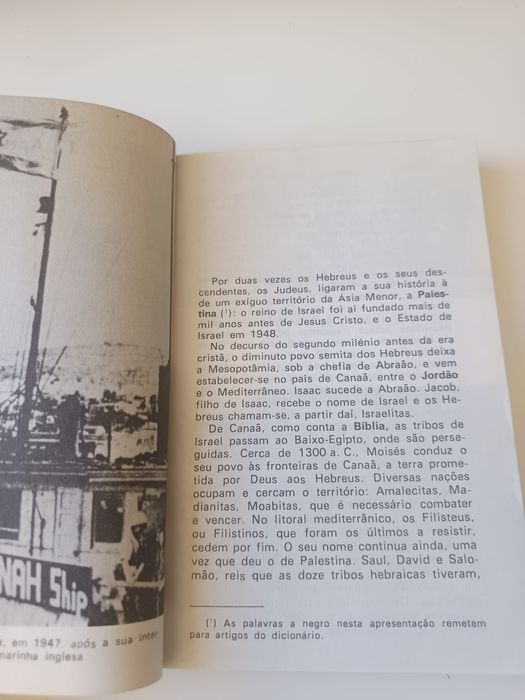 NAH Ship
em 1947 após a sua inter-
marinha inglesa
Por duas vezes os Hebreus e os seus des-
cendentes, os Judeus, ligaram a sua história à
de um exíguo território da Ásia Menor, a Pales-
tina (¹): o reino de Israel foi aí fundado mais de
mil anos antes de Jesus Cristo, e o Estado de
Israel em 1948.
No decurso do segundo milénio antes da era
cristã, o diminuto povo semita dos Hebreus deixa
a Mesopotâmia, sob a chefia de Abraão, e vem
estabelecer-se no país de Canaã, entre o Jordão
e o Mediterrâneo. Isaac sucede a Abraão. Jacob,
filho de Isaac, recebe o nome de Israel e os He-
breus chamam-se, a partir daí, Israelitas.
De Canaã, como conta a Bíblia, as tribos de
Israel passam ao Baixo-Egipto, onde são perse-
guidas. Cerca de 1300 a. C., Moisés conduz o
seu povo às fronteiras de Canaã, a terra prome-
tida por Deus aos Hebreus. Diversas nações
ocupam e cercam o território: Amalecitas, Ma-
dianitas, Moabitas, que é necessário combater
e vencer. No litoral mediterrânico, os Filisteus,
ou Filistinos, que foram os últimos a resistir,
cedem por fim. O seu nome continua ainda, uma
vez que deu o de Palestina. Saul, David e Salo-
mão, reis que as doze tribos hebraicas tiveram,
(¹) As palavras a negro nesta apresentação remetem
para artigos do dicionário.